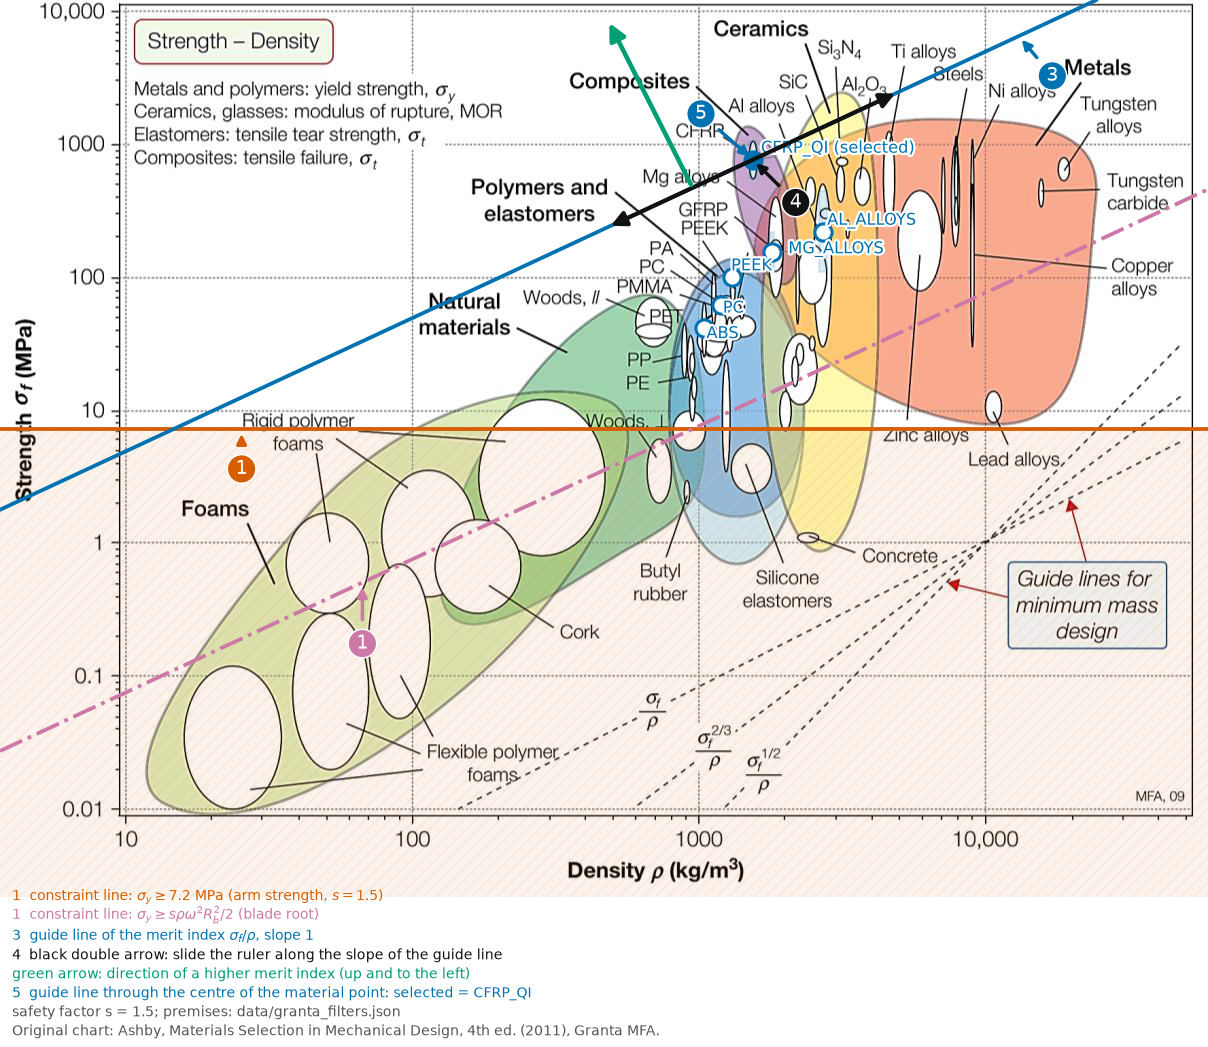 10,000
1000
100
10
1
0.1
0.01
10
100
1000
10,000
Strength σf (MPa)
Density ρ (kg/m³)
Strength – Density
Metals and polymers: yield strength, σy
Ceramics, glasses: modulus of rupture, MOR
Elastomers: tensile tear strength, σt
Composites: tensile failure, σt
Ceramics
Si3N4
Ti alloys
Composites
SiC
Al2O3
Steels
Metals
3
Ni alloys
5
Al alloys
Tungsten
alloys
CFRP
CFRP_QI (selected)
Mg alloys
Polymers and
elastomers
4
Tungsten
carbide
GFRP
PEEK
AL_ALLOYS
MG_ALLOYS
PA
PC
PEEK
Copper
alloys
PMMA
Woods, //
Natural
materials
PET
PC
ABS
PP
PE
Rigid polymer
foams
Woods, ⊥
Zinc alloys
Lead alloys
1
Foams
Concrete
Butyl
rubber
Silicone
elastomers
Guide lines for
minimum mass
design
Cork
1
σf
ρ
σf^2/3
ρ
σf^1/2
ρ
Flexible polymer
foams
MFA, 09
1 constraint line: σy ≥ 7.2 MPa (arm strength, s = 1.5)
1 constraint line: σy ≥ sρω²Rb²/2 (blade root)
3 guide line of the merit index σf/ρ, slope 1
4 black double arrow: slide the ruler along the slope of the guide line
green arrow: direction of a higher merit index (up and to the left)
5 guide line through the centre of the material point: selected = CFRP_QI
safety factor s = 1.5; premises: data/granta_filters.json
Original chart: Ashby, Materials Selection in Mechanical Design, 4th ed. (2011), Granta MFA.